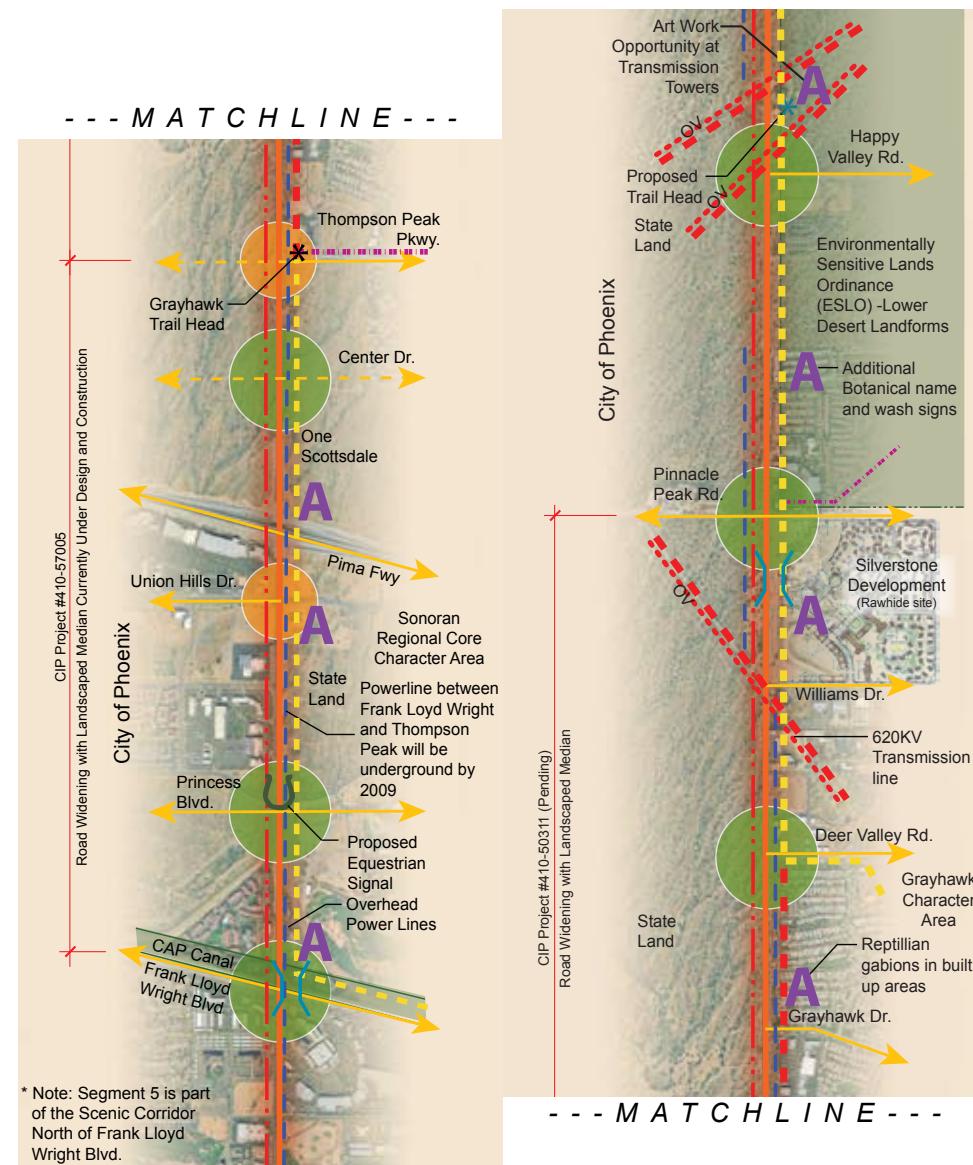 - - - M A T C H L I N E - - -
Thompson Peak
Pkwy.
Grayhawk
Trail Head
Center Dr.
One
Scottsdale
A
Pima Fwy
Union Hills Dr.
A
Sonoran
Regional Core
Character Area
State
Land
Powerline between
Frank Loyd Wright
and Thompson
Peak will be
underground by
2009
Princess
Blvd.
Proposed
Equestrian
Signal
Overhead
Power Lines
A
CAP Canal
Frank Lloyd
Wright Blvd
CIP Project #410-57005
Road Widening with Landscaped Median Currently Under Design and Construction
City of Phoenix
* Note: Segment 5 is part
of the Scenic Corridor
North of Frank Lloyd
Wright Blvd.
Art Work
Opportunity at
Transmission
Towers
A
OV
Happy
Valley Rd.
Proposed
Trail Head
OV
State
Land
City of Phoenix
Environmentally
Sensitive Lands
Ordinance
(ESLO) -Lower
Desert Landforms
A
Additional
Botanical name
and wash signs
Pinnacle
Peak Rd.
OV
Silverstone
Development
(Rawhide site)
A
Williams Dr.
620KV
Transmission
line
Deer Valley Rd.
Grayhawk
Character
Area
State
Land
Reptillian
gabions in built
up areas
A
Grayhawk Dr.
CIP Project #410-50311 (Pending)
Road Widening with Landscaped Median
- - - M A T C H L I N E - - -